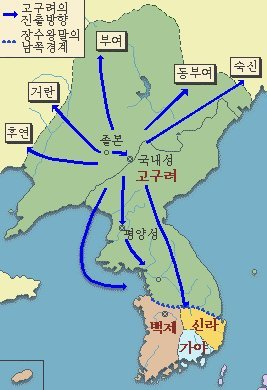 고구려의
진출방향
장수왕말의
남쪽경계
부여
동부여
숙신
거란
후연
졸본
국내성
고구려
평양성
백제
신라
가야